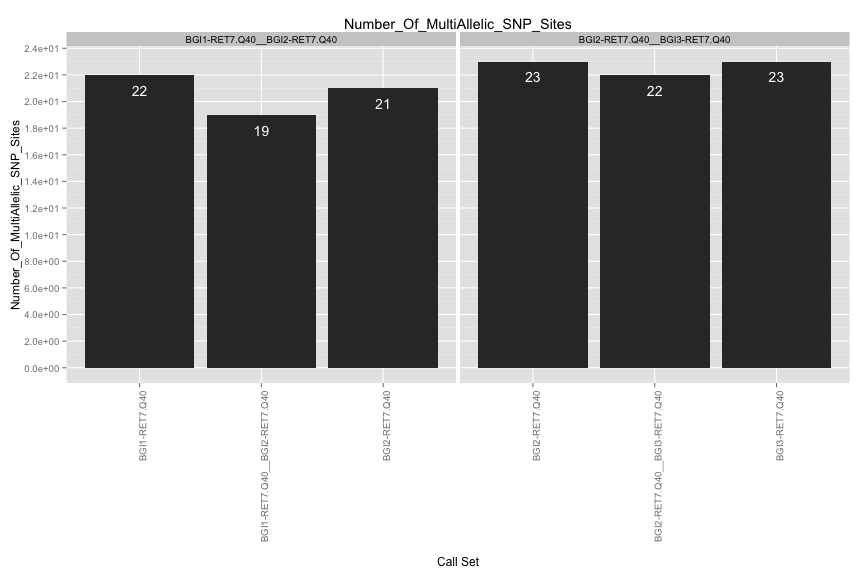 Number_Of_MultiAllelic_SNP_Sites
BGI1-RET7.Q40__BGI2-RET7.Q40
BGI2-RET7.Q40__BGI3-RET7.Q40
Number_Of_MultiAllelic_SNP_Sites
2.4e+01
2.2e+01
2.0e+01
1.8e+01
1.6e+01
1.4e+01
1.2e+01
1.0e+01
8.0e+00
6.0e+00
4.0e+00
2.0e+00
0.0e+00
22
19
21
23
22
23
BGI1-RET7.Q40
BGI1-RET7.Q40__BGI2-RET7.Q40
BGI2-RET7.Q40
BGI2-RET7.Q40
BGI2-RET7.Q40__BGI3-RET7.Q40
BGI3-RET7.Q40
Call Set